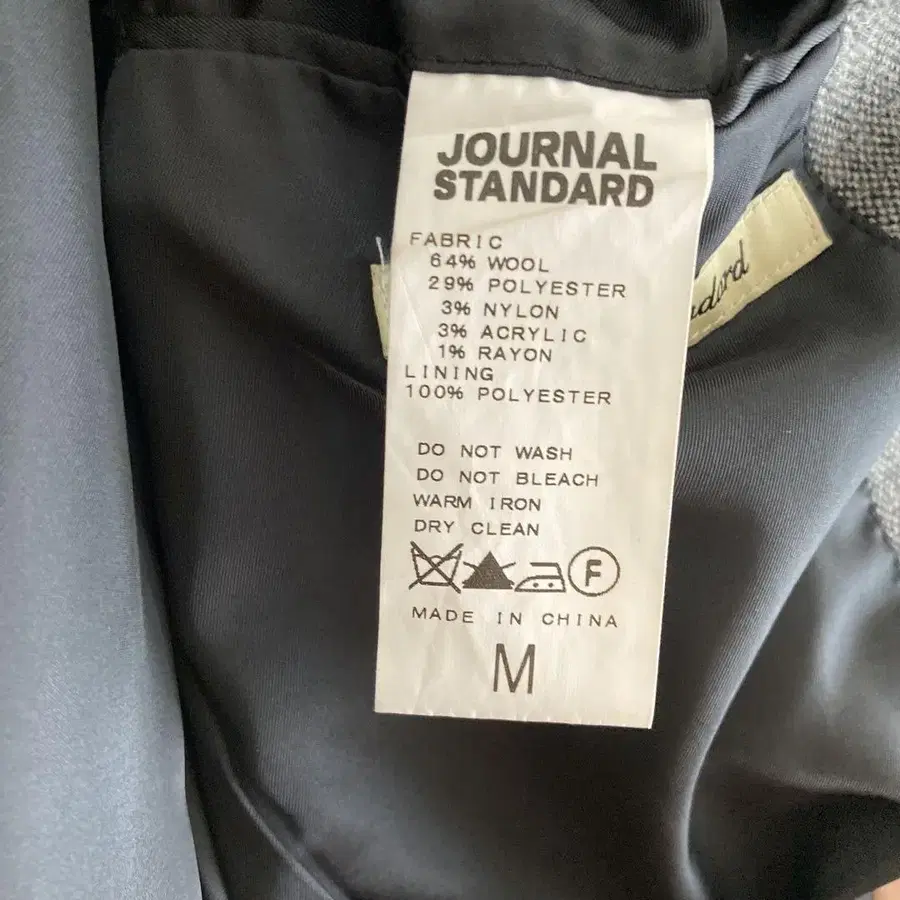 JOURNAL
STANDARD
FABRIC
64% WOOL
29% POLYESTER
3% NYLON
3% ACRYLIC
1% RAYON
LINING
100% POLYESTER
DO NOT WASH
DO NOT BLEACH
WARM IRON
DRY CLEAN
F
MADE IN CHINA
M